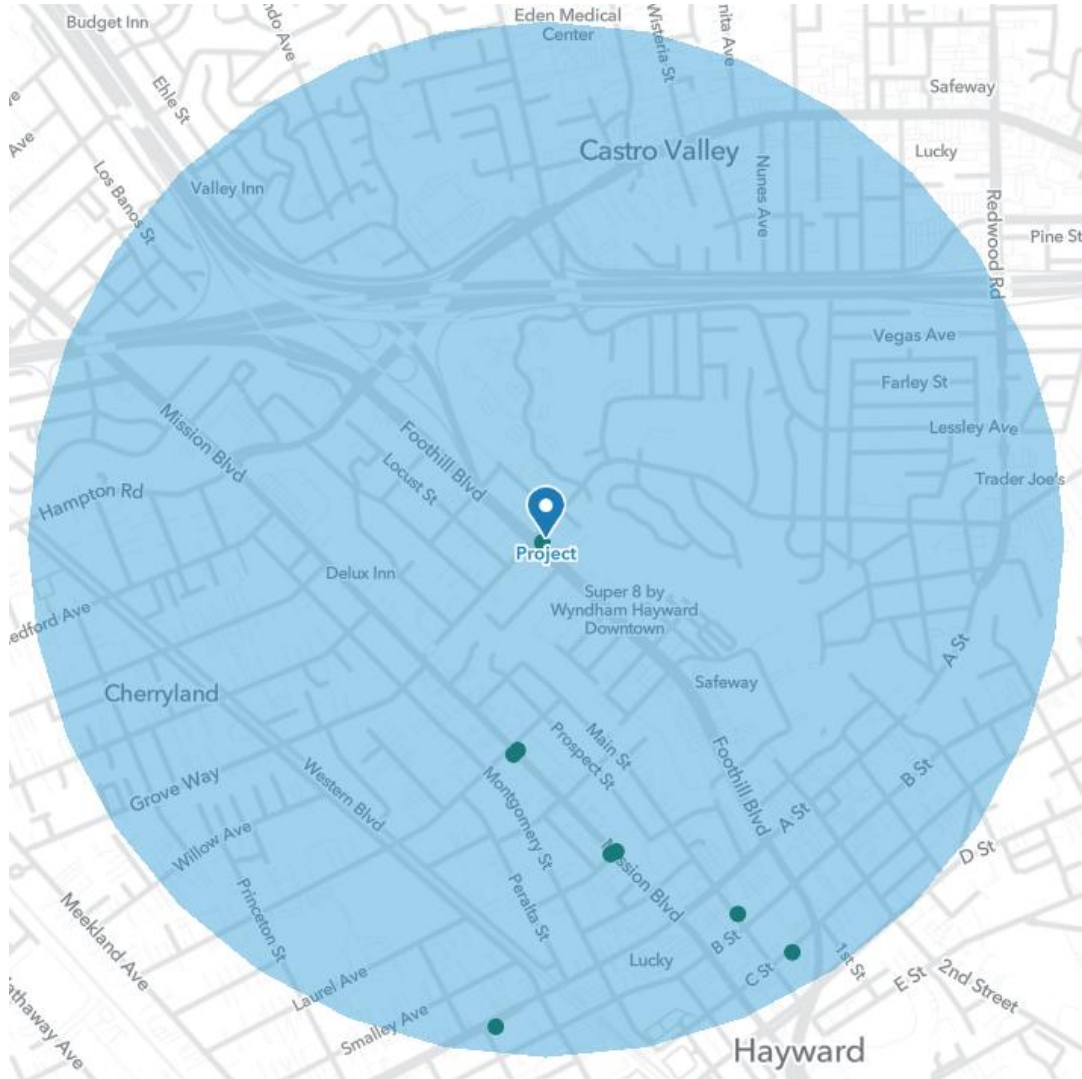 Budget Inn
Eden Medical
Center
Wisteria St
nita Ave
ndo Ave
Ehle St
Safeway
e
Ave
Castro Valley
Lucky
Los Banos St
Valley Inn
Nunes Ave
Redwood Rd
Pine St
Vegas Ave
Farley St
Mission Blvd
Foothill Blvd
Lessley Ave
Locust St
Trader Joe's
Hampton Rd
Project
Delux Inn
Super 8 by
Wyndham Hayward
Downtown
edford Ave
A St
Cherryland
Safeway
Main St
Prospect St
Foothill Blvd
B St
Grove Way
Western Blvd
Montgomery St
A St
Willow Ave
Mission Blvd
D St
Princeton St
Peralta St
Meekland Ave
B St
Lucky
C St
1st St
E St
2nd Street
Laurel Ave
Smalley Ave
athaway Ave
Hayward